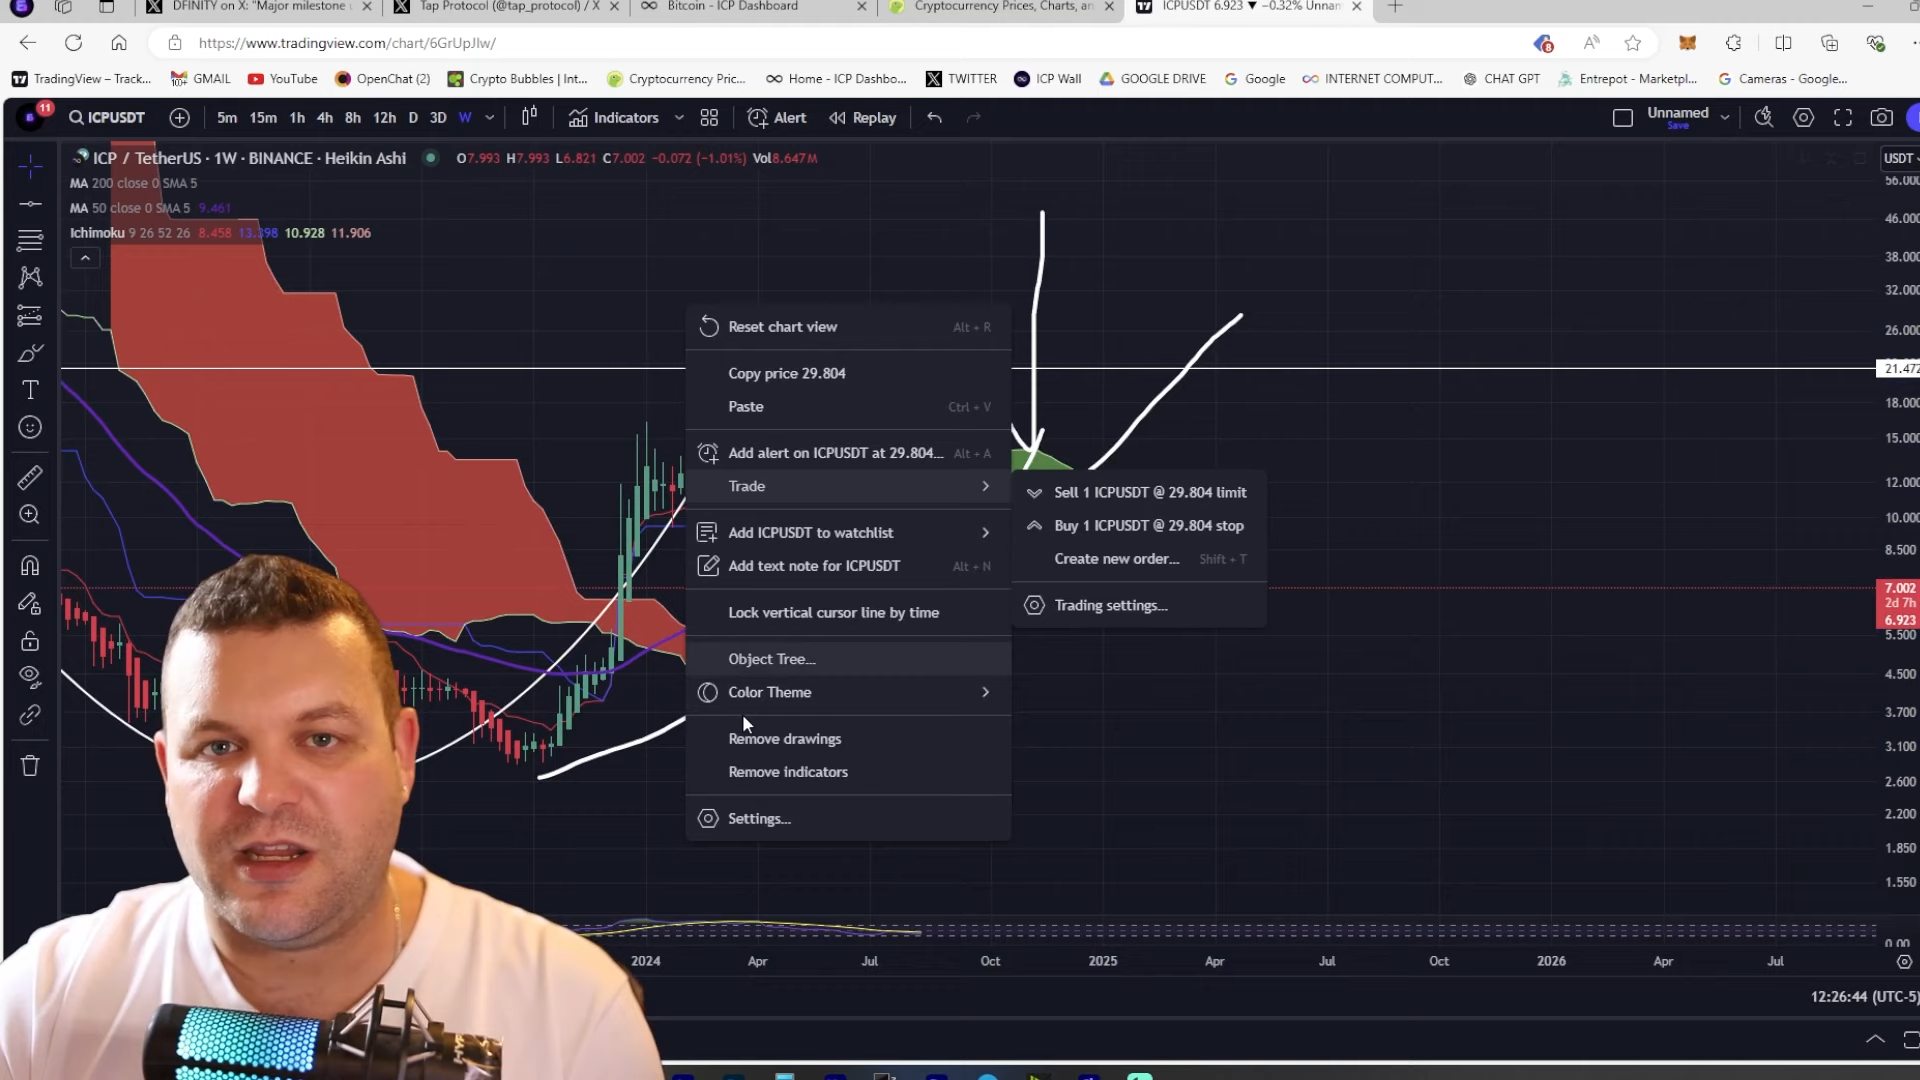 DFINITY on X: "Major milestone
Tap Protocol (@tap_protocol) / X
Bitcoin - ICP Dashboard
Cryptocurrency Prices, Charts, an
ICPUSDT 6.923 ▼ −0.32% Unnam
https://www.tradingview.com/chart/6GrUpJlw/
8
TradingView – Track...
GMAIL
YouTube
OpenChat (2)
Crypto Bubbles | Int...
Cryptocurrency Pric...
Home - ICP Dashbo...
TWITTER
ICP Wall
GOOGLE DRIVE
Google
INTERNET COMPUT...
CHAT GPT
Entrepot - Marketpl...
Cameras - Google...
11
ICPUSDT
5m 15m 1h 4h 8h 12h D 3D W
Indicators
Alert
Replay
Unnamed
Save
ICP / TetherUS · 1W · BINANCE · Heikin Ashi
O7.993 H7.993 L6.821 C7.002 −0.072 (−1.01%) Vol8.647M
USDT
MA 200 close 0 SMA 5
MA 50 close 0 SMA 5 9.461
Ichimoku 9 26 52 26 8.458 13.398 10.928 11.906
Reset chart view Alt + R
Copy price 29.804
Paste Ctrl + V
Add alert on ICPUSDT at 29.804... Alt + A
Trade
Add ICPUSDT to watchlist
Add text note for ICPUSDT Alt + N
Lock vertical cursor line by time
Object Tree...
Color Theme
Remove drawings
Remove indicators
Settings...
Sell 1 ICPUSDT @ 29.804 limit
Buy 1 ICPUSDT @ 29.804 stop
Create new order... Shift + T
Trading settings...
56.000
46.000
38.000
32.000
26.000
21.472
18.000
15.000
12.000
10.000
8.500
7.002
2d 7h
6.923
5.500
4.500
3.700
3.100
2.600
2.200
1.850
1.550
0.00
2024 Apr Jul Oct 2025 Apr Jul Oct 2026 Apr Jul
12:26:44 (UTC-5)